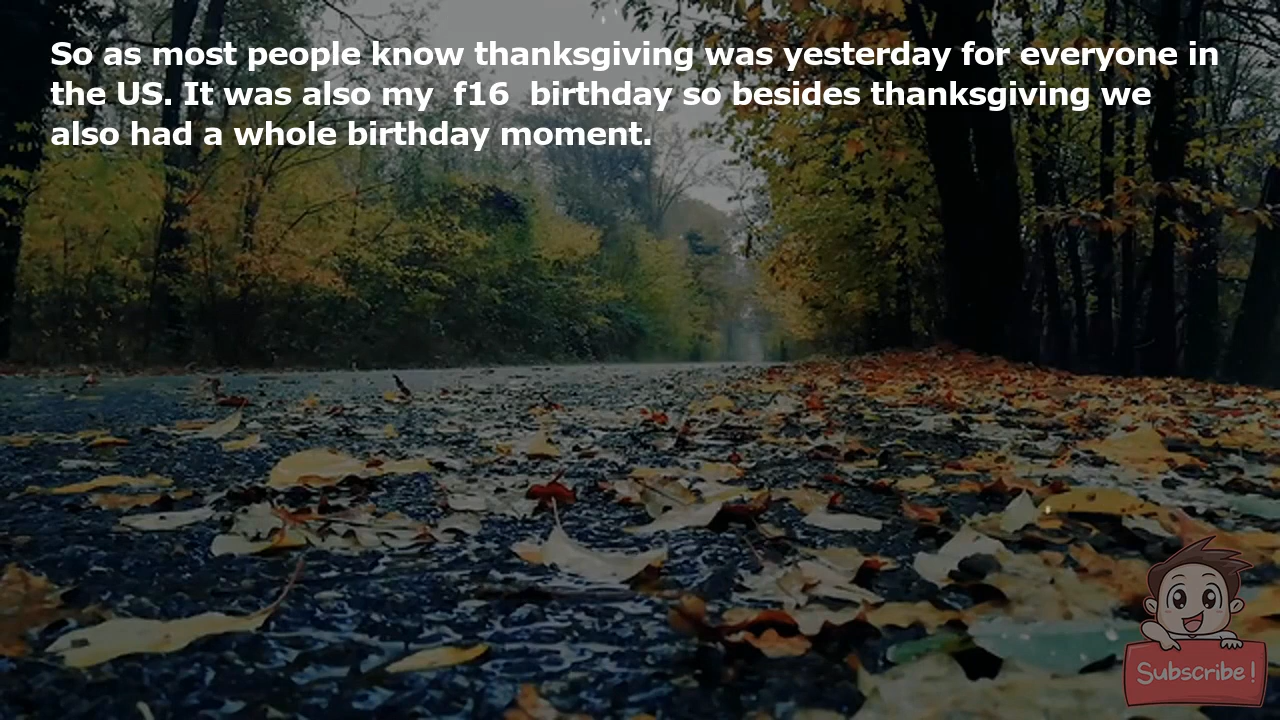 So as most people know thanksgiving was yesterday for everyone in
the US. It was also my  f16  birthday so besides thanksgiving we
also had a whole birthday moment.
Subscribe!